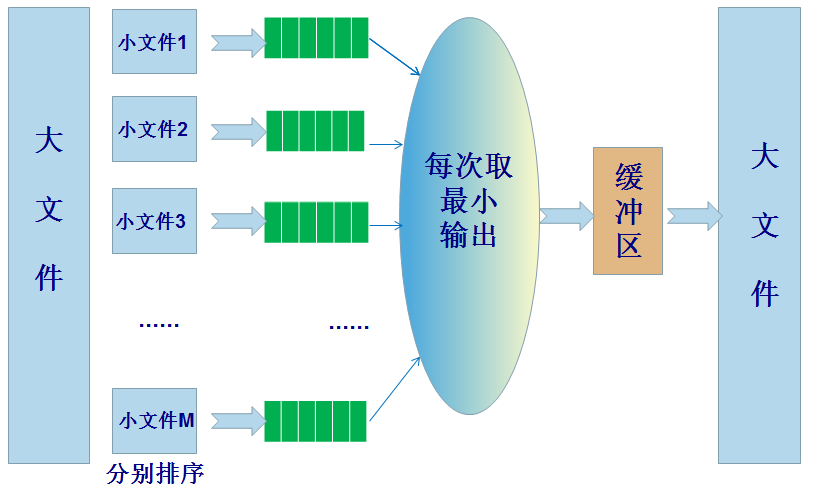 大文件
小文件1
小文件2
小文件3
......
......
小文件M
分别排序
每次取
最小
输出
缓冲区
大文件